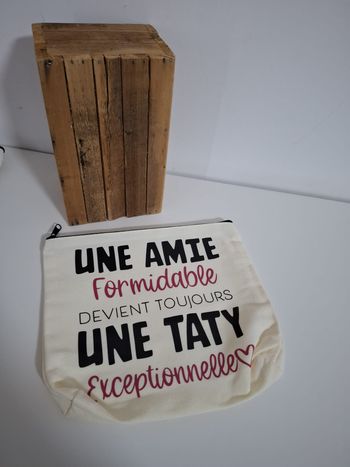 UNE AMIE
Formidable
DEVIENT TOUJOURS
UNE TATY
Exceptionnelle♡